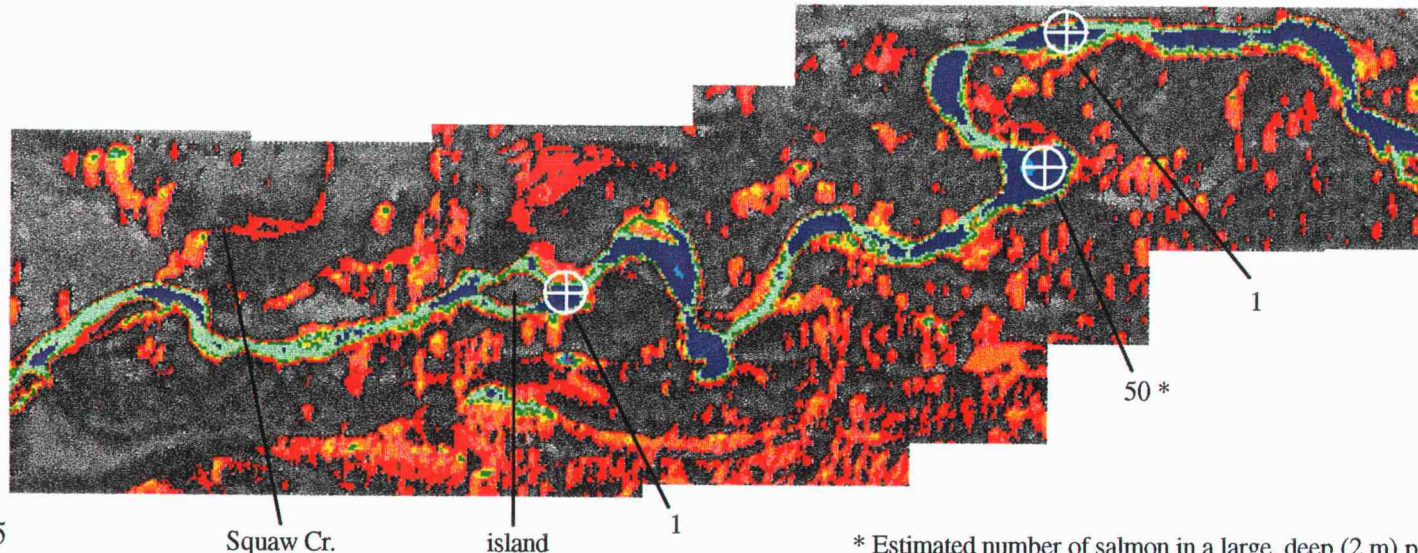 1
50 *
1
Squaw Cr.
island
* Estimated number of salmon in a large, deep (2 m)